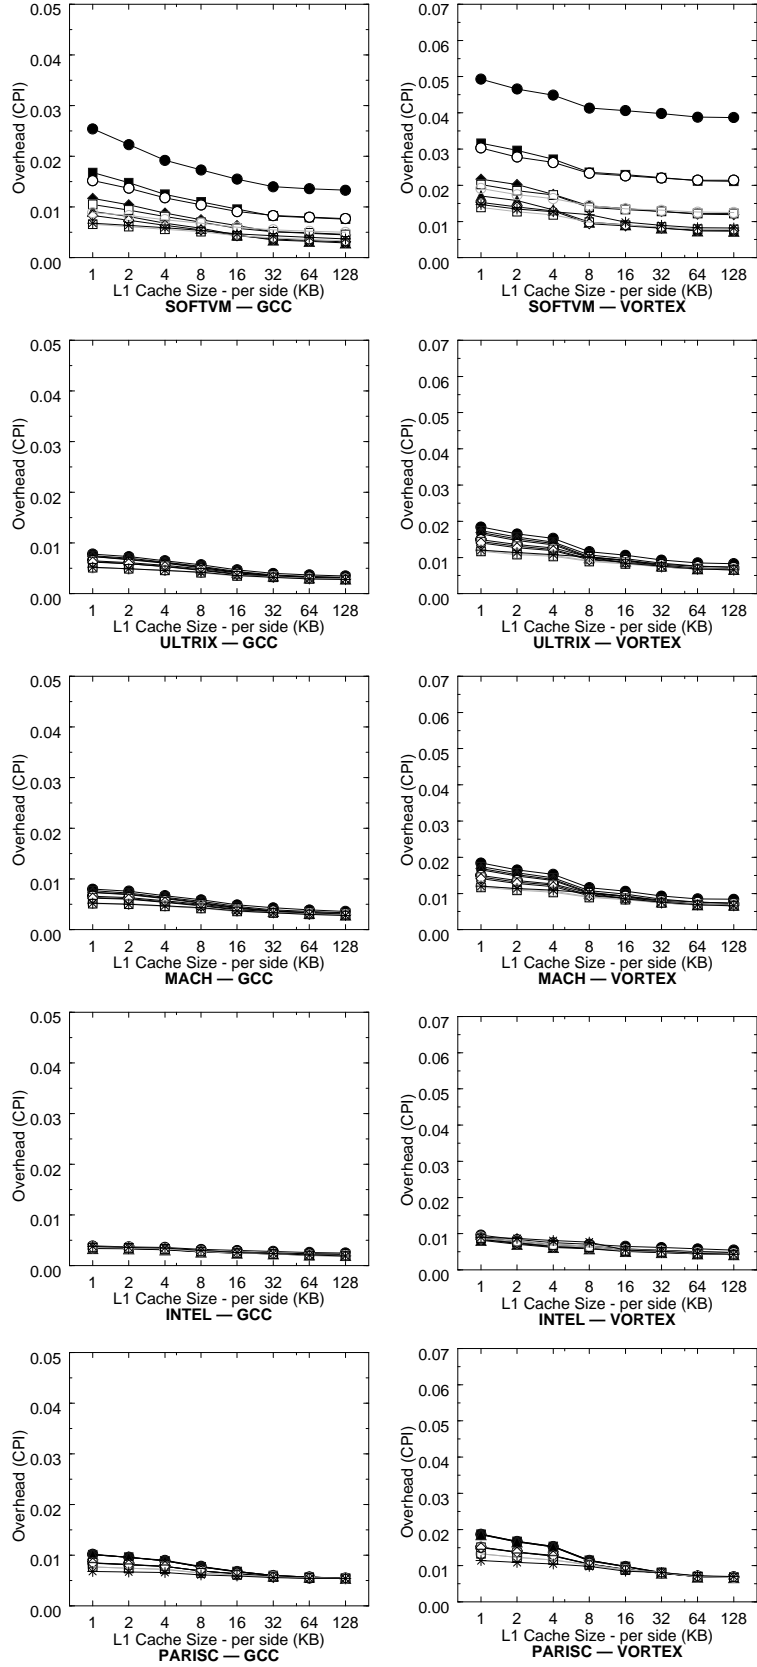 0.05
0.04
0.03
0.02
0.01
0.00
Overhead (CPI)
1 2 4 8 16 32 64 128
L1 Cache Size - per side (KB)
SOFTVM — GCC
0.07
0.06
0.05
0.04
0.03
0.02
0.01
0.00
Overhead (CPI)
1 2 4 8 16 32 64 128
L1 Cache Size - per side (KB)
SOFTVM — VORTEX
0.05
0.04
0.03
0.02
0.01
0.00
Overhead (CPI)
1 2 4 8 16 32 64 128
L1 Cache Size - per side (KB)
ULTRIX — GCC
0.07
0.06
0.05
0.04
0.03
0.02
0.01
0.00
Overhead (CPI)
1 2 4 8 16 32 64 128
L1 Cache Size - per side (KB)
ULTRIX — VORTEX
0.05
0.04
0.03
0.02
0.01
0.00
Overhead (CPI)
1 2 4 8 16 32 64 128
L1 Cache Size - per side (KB)
MACH — GCC
0.07
0.06
0.05
0.04
0.03
0.02
0.01
0.00
Overhead (CPI)
1 2 4 8 16 32 64 128
L1 Cache Size - per side (KB)
MACH — VORTEX
0.05
0.04
0.03
0.02
0.01
0.00
Overhead (CPI)
1 2 4 8 16 32 64 128
L1 Cache Size - per side (KB)
INTEL — GCC
0.07
0.06
0.05
0.04
0.03
0.02
0.01
0.00
Overhead (CPI)
1 2 4 8 16 32 64 128
L1 Cache Size - per side (KB)
INTEL — VORTEX
0.05
0.04
0.03
0.02
0.01
0.00
Overhead (CPI)
1 2 4 8 16 32 64 128
L1 Cache Size - per side (KB)
PARISC — GCC
0.07
0.06
0.05
0.04
0.03
0.02
0.01
0.00
Overhead (CPI)
1 2 4 8 16 32 64 128
L1 Cache Size - per side (KB)
PARISC — VORTEX